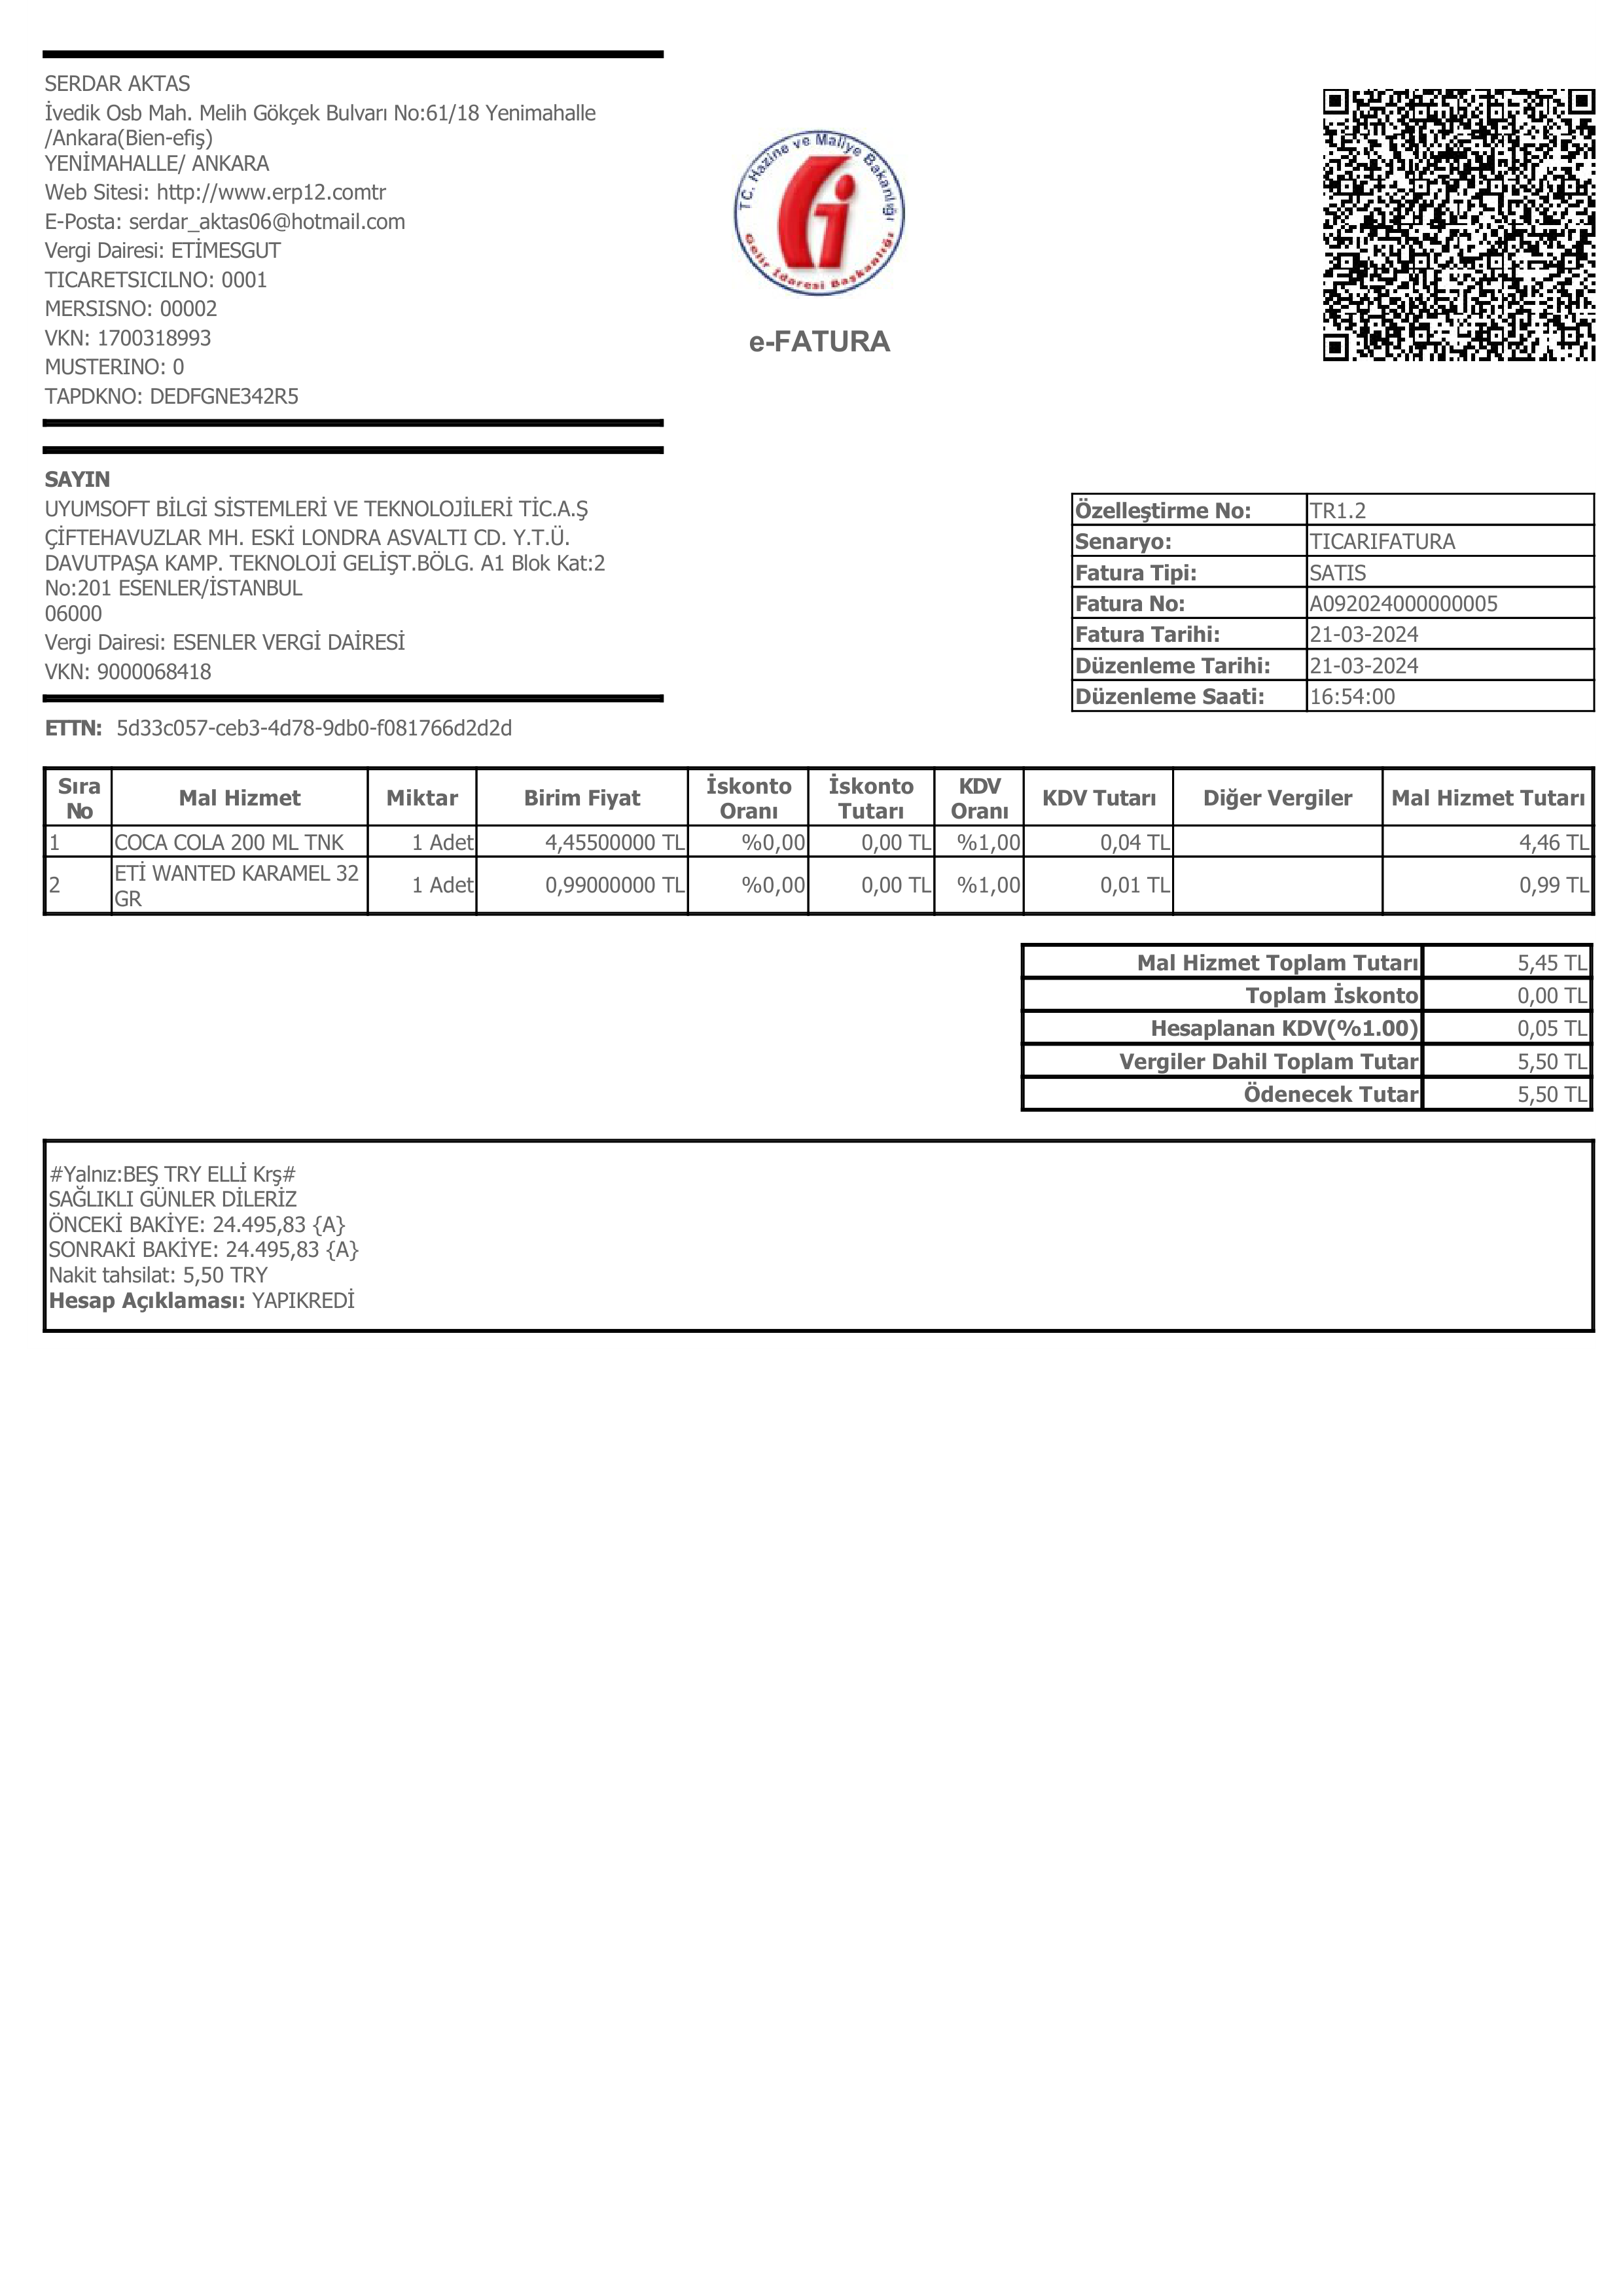 SERDAR AKTAS
İvedik Osb Mah. Melih Gökçek Bulvarı No:61/18 Yenimahalle
/Ankara(Bien-efiş)
YENİMAHALLE/ ANKARA
Web Sitesi: http://www.erp12.comtr
E-Posta: serdar_aktas06@hotmail.com
Vergi Dairesi: ETİMESGUT
TICARETSICILNO: 0001
MERSISNO: 00002
VKN: 1700318993
MUSTERINO: 0
TAPDKNO: DEDFGNE342R5
TC. Hazine ve Maliye Bakanlığı
Gelir İdaresi Başkanlığı
e-FATURA
SAYIN
UYUMSOFT BİLGİ SİSTEMLERİ VE TEKNOLOJİLERİ TİC.A.Ş
ÇİFTEHAVUZLAR MH. ESKİ LONDRA ASVALTI CD. Y.T.Ü.
DAVUTPAŞA KAMP. TEKNOLOJİ GELİŞT.BÖLG. A1 Blok Kat:2
No:201 ESENLER/İSTANBUL
06000
Vergi Dairesi: ESENLER VERGİ DAİRESİ
VKN: 9000068418
Özelleştirme No: TR1.2
Senaryo: TICARIFATURA
Fatura Tipi: SATIS
Fatura No: A092024000000005
Fatura Tarihi: 21-03-2024
Düzenleme Tarihi: 21-03-2024
Düzenleme Saati: 16:54:00
ETTN: 5d33c057-ceb3-4d78-9db0-f081766d2d2d
Sıra No Mal Hizmet Miktar Birim Fiyat İskonto Oranı İskonto Tutarı KDV Oranı KDV Tutarı Diğer Vergiler Mal Hizmet Tutarı
1 COCA COLA 200 ML TNK 1 Adet 4,45500000 TL %0,00 0,00 TL %1,00 0,04 TL 4,46 TL
2 ETİ WANTED KARAMEL 32 GR 1 Adet 0,99000000 TL %0,00 0,00 TL %1,00 0,01 TL 0,99 TL
Mal Hizmet Toplam Tutarı 5,45 TL
Toplam İskonto 0,00 TL
Hesaplanan KDV(%1.00) 0,05 TL
Vergiler Dahil Toplam Tutar 5,50 TL
Ödenecek Tutar 5,50 TL
#Yalnız:BEŞ TRY ELLİ Krş#
SAĞLIKLI GÜNLER DİLERİZ
ÖNCEKİ BAKİYE: 24.495,83 {A}
SONRAKİ BAKİYE: 24.495,83 {A}
Nakit tahsilat: 5,50 TRY
Hesap Açıklaması: YAPIKREDİ